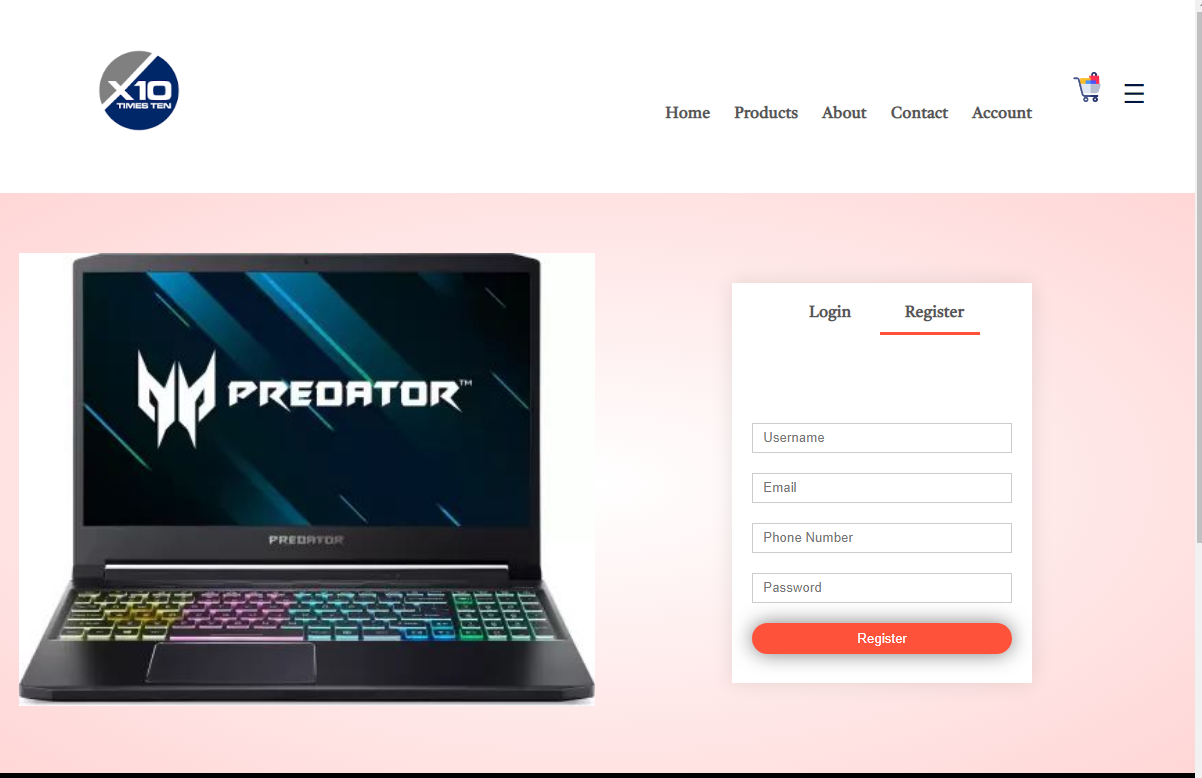 X10
TIMES TEN
Home Products About Contact Account
PREDATOR™
PREDATOR
Login Register
Username
Email
Phone Number
Password
Register